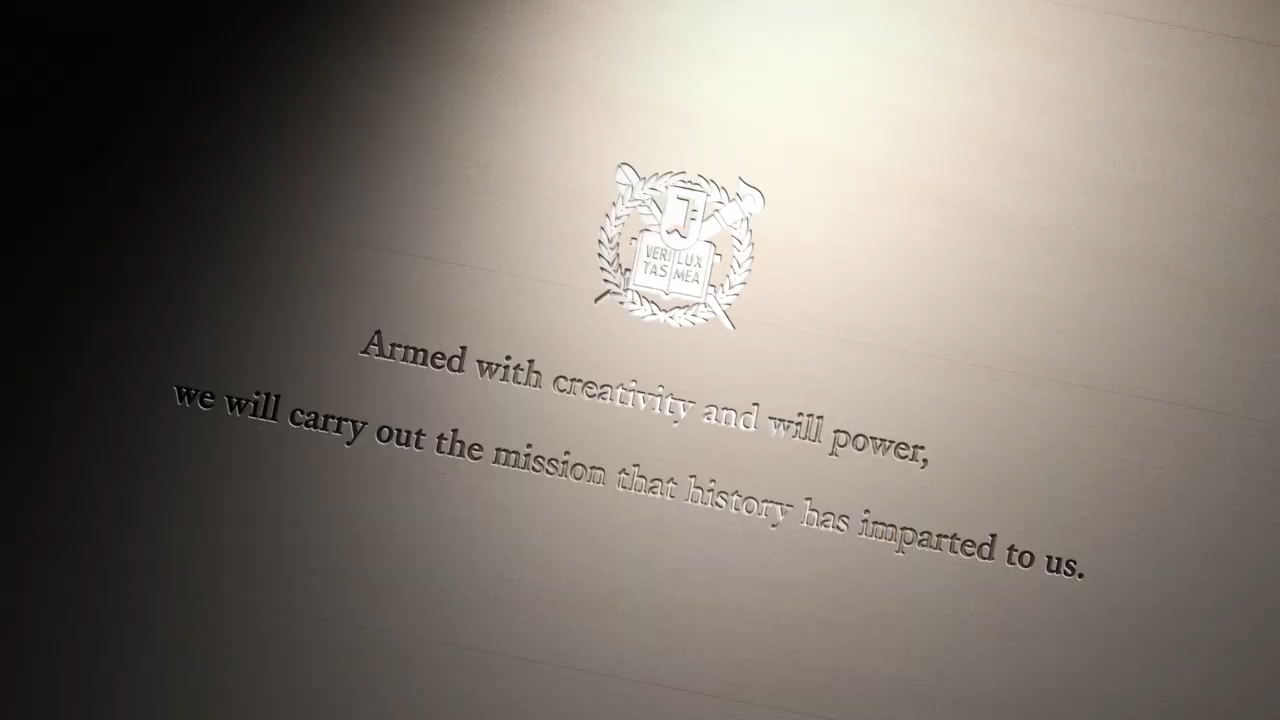 VERI LUX
TAS MEA
Armed with creativity and will power,
we will carry out the mission that history has imparted to us.